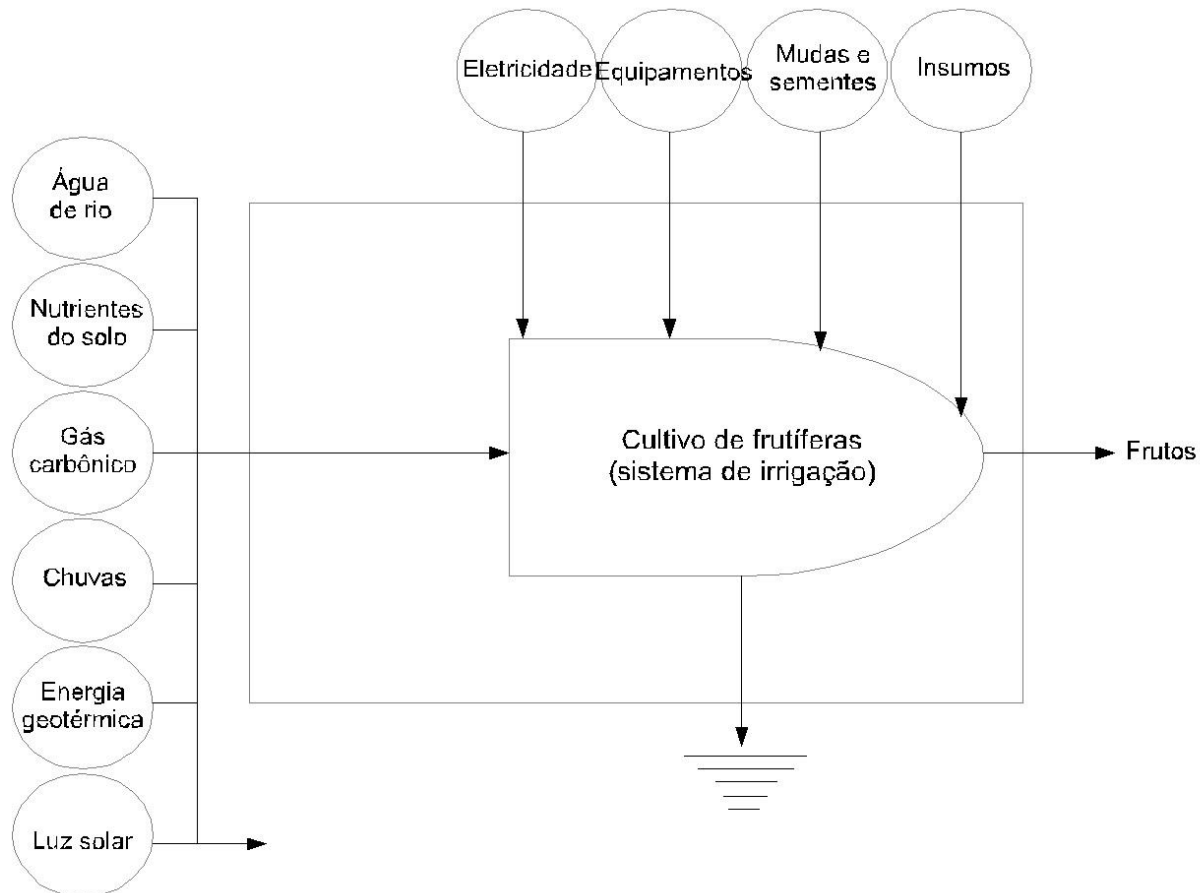 Eletricidade
Equipamentos
Mudas e
sementes
Insumos
Água
de rio
Nutrientes
do solo
Gás
carbônico
Chuvas
Energia
geotérmica
Luz solar
Cultivo de frutíferas
(sistema de irrigação)
Frutos